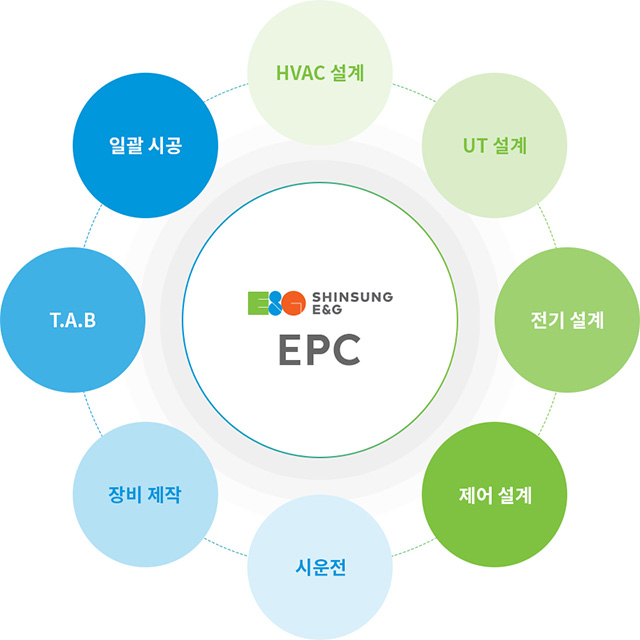 HVAC 설계
UT 설계
전기 설계
제어 설계
시운전
장비 제작
T.A.B
일괄 시공
E&G SHINSUNG
E&G
EPC